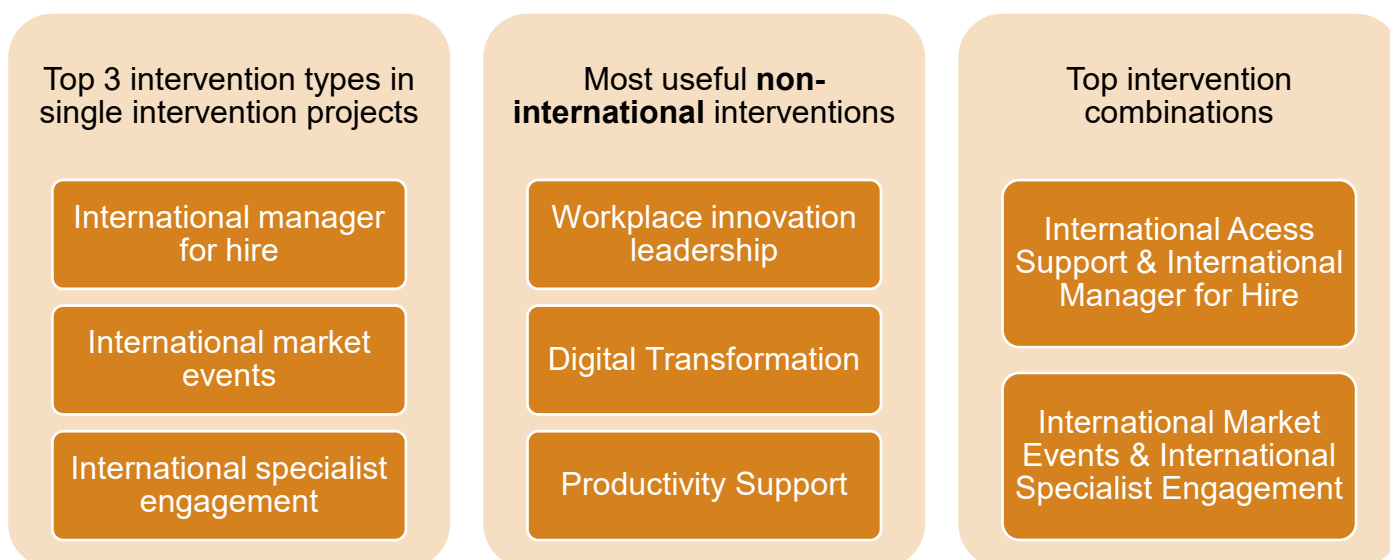 Top 3 intervention types in
single intervention projects
International manager
for hire
International market
events
International specialist
engagement
Most useful non-
international interventions
Workplace innovation
leadership
Digital Transformation
Productivity Support
Top intervention
combinations
International Acess
Support & International
Manager for Hire
International Market
Events & International
Specialist Engagement